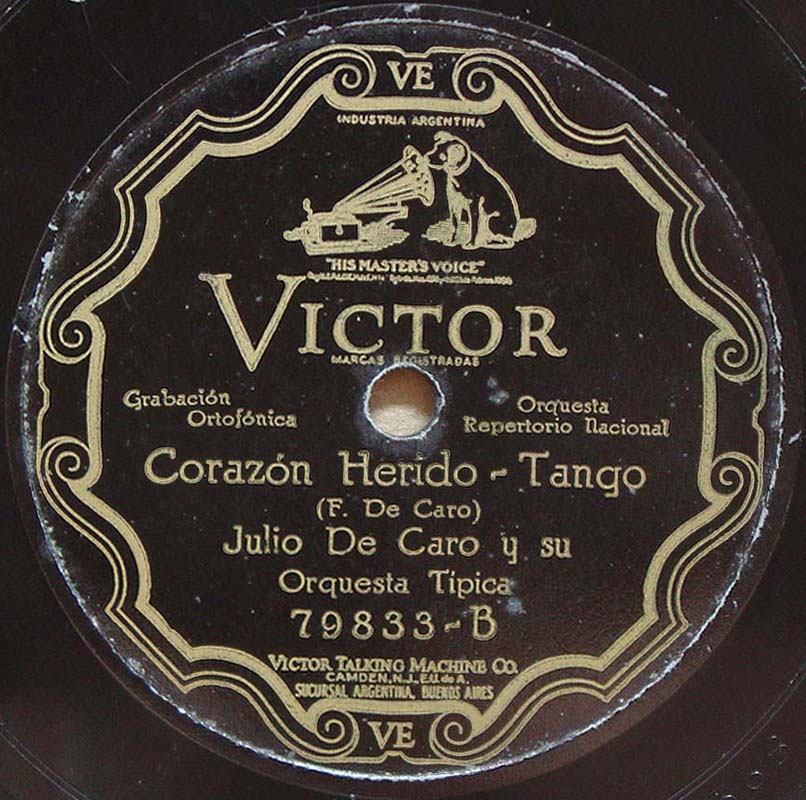 VE
INDUSTRIA ARGENTINA
"HIS MASTER'S VOICE"
VICTOR
MARCAS REGISTRADAS
Grabación
Ortofónica
Orquesta
Repertorio Nacional
Corazón Herido - Tango
(F. De Caro)
Julio De Caro y su
Orquesta Típica
79833-B
VICTOR TALKING MACHINE CO.
CAMDEN, N.J., E.U. de A.
SUCURSAL ARGENTINA, BUENOS AIRES
VE